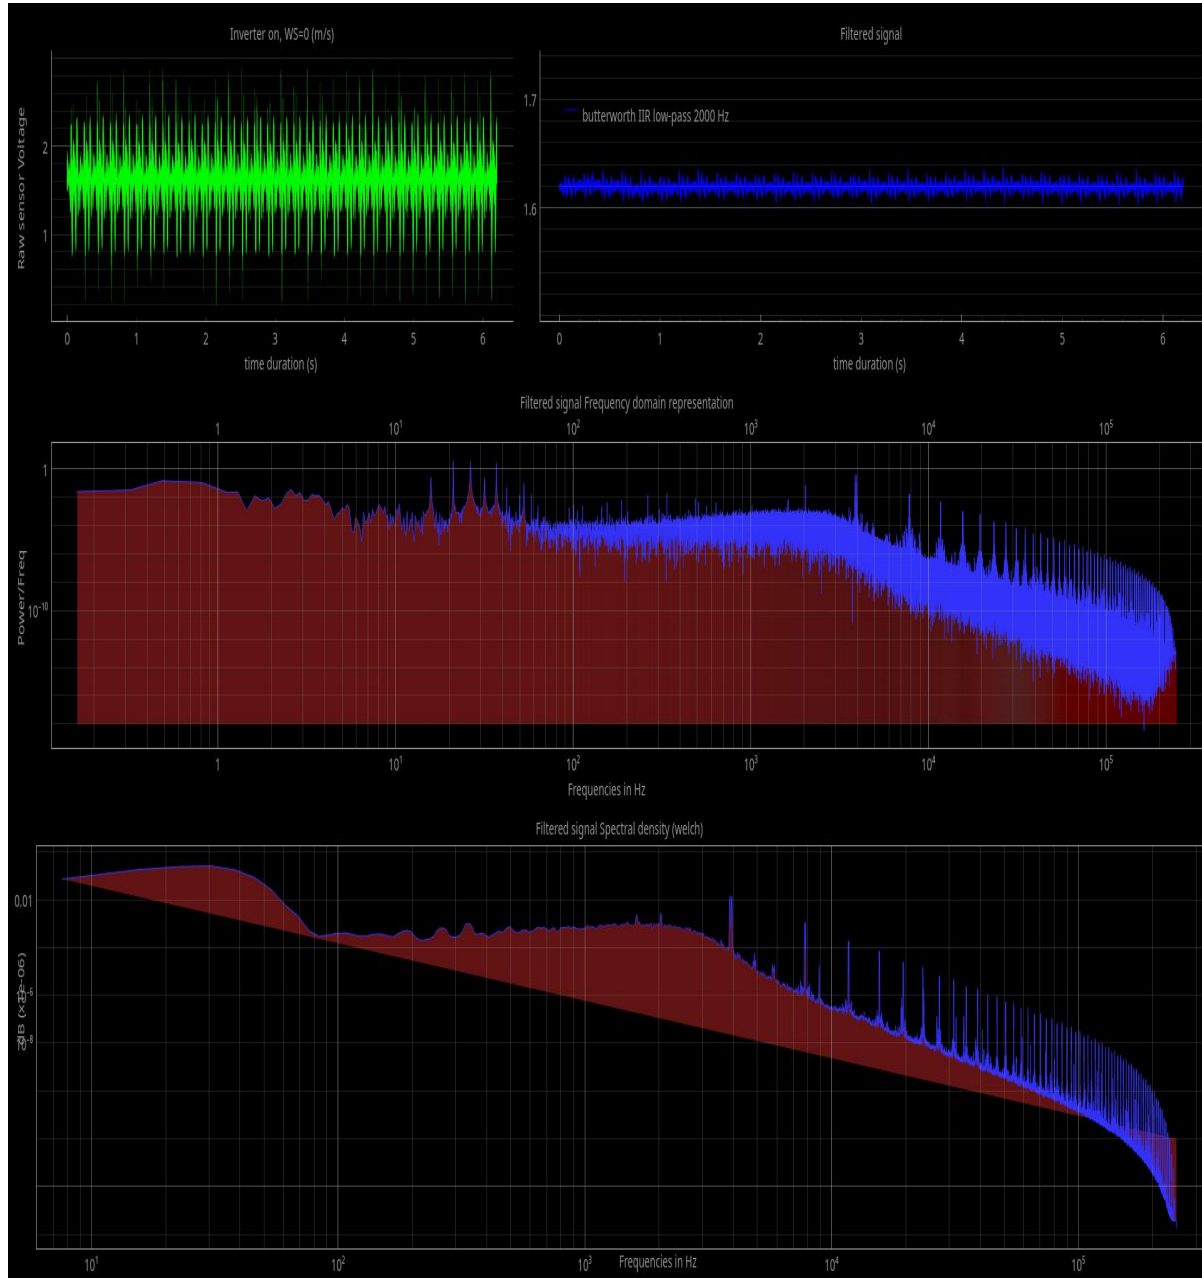 Inverter on, WS=0 (m/s)
Filtered signal
Raw sensor Voltage
2
1
0 1 2 3 4 5 6
time duration (s)
1.7
1.6
butterworth IIR low-pass 2000 Hz
0 1 2 3 4 5 6
time duration (s)
Filtered signal Frequency domain representation
1 10¹ 10² 10³ 10⁴ 10⁵
Power/Freq
1
10⁻¹⁰
1 10¹ 10² 10³ 10⁴ 10⁵
Frequencies in Hz
Filtered signal Spectral density (welch)
0.01
10¹ 10² 10³ 10⁴ 10⁵
Frequencies in Hz